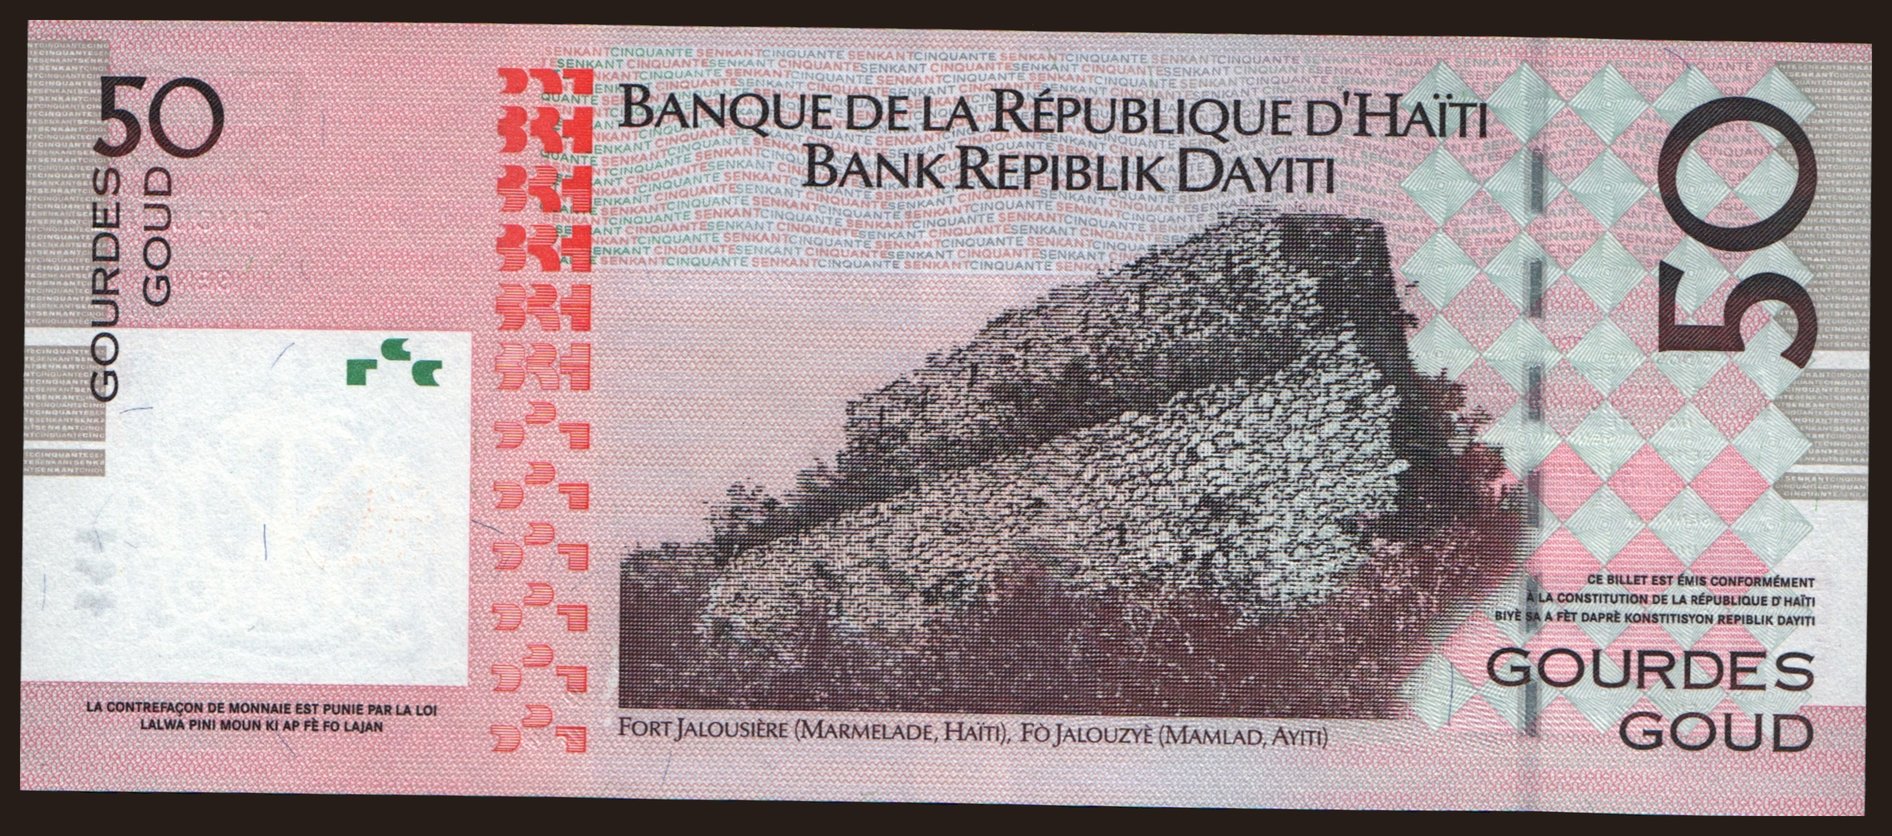 50
GOURDES
GOUD
BANQUE DE LA RÉPUBLIQUE D'HAÏTI
BANK REPIBLIK DAYITI
50
CE BILLET EST ÉMIS CONFORMÉMENT
À LA CONSTITUTION DE LA RÉPUBLIQUE D'HAÏTI
BIYÈ SA A FÈT DAPRÈ KONSTITISYON REPIBLIK DAYITI
GOURDES
GOUD
LA CONTREFAÇON DE MONNAIE EST PUNIE PAR LA LOI
LALWA PINI MOUN KI AP FÈ FO LAJAN
FORT JALOUSIÈRE (MARMELADE, HAÏTI), FÒ JALOUZYÈ (MAMLAD, AYITI)